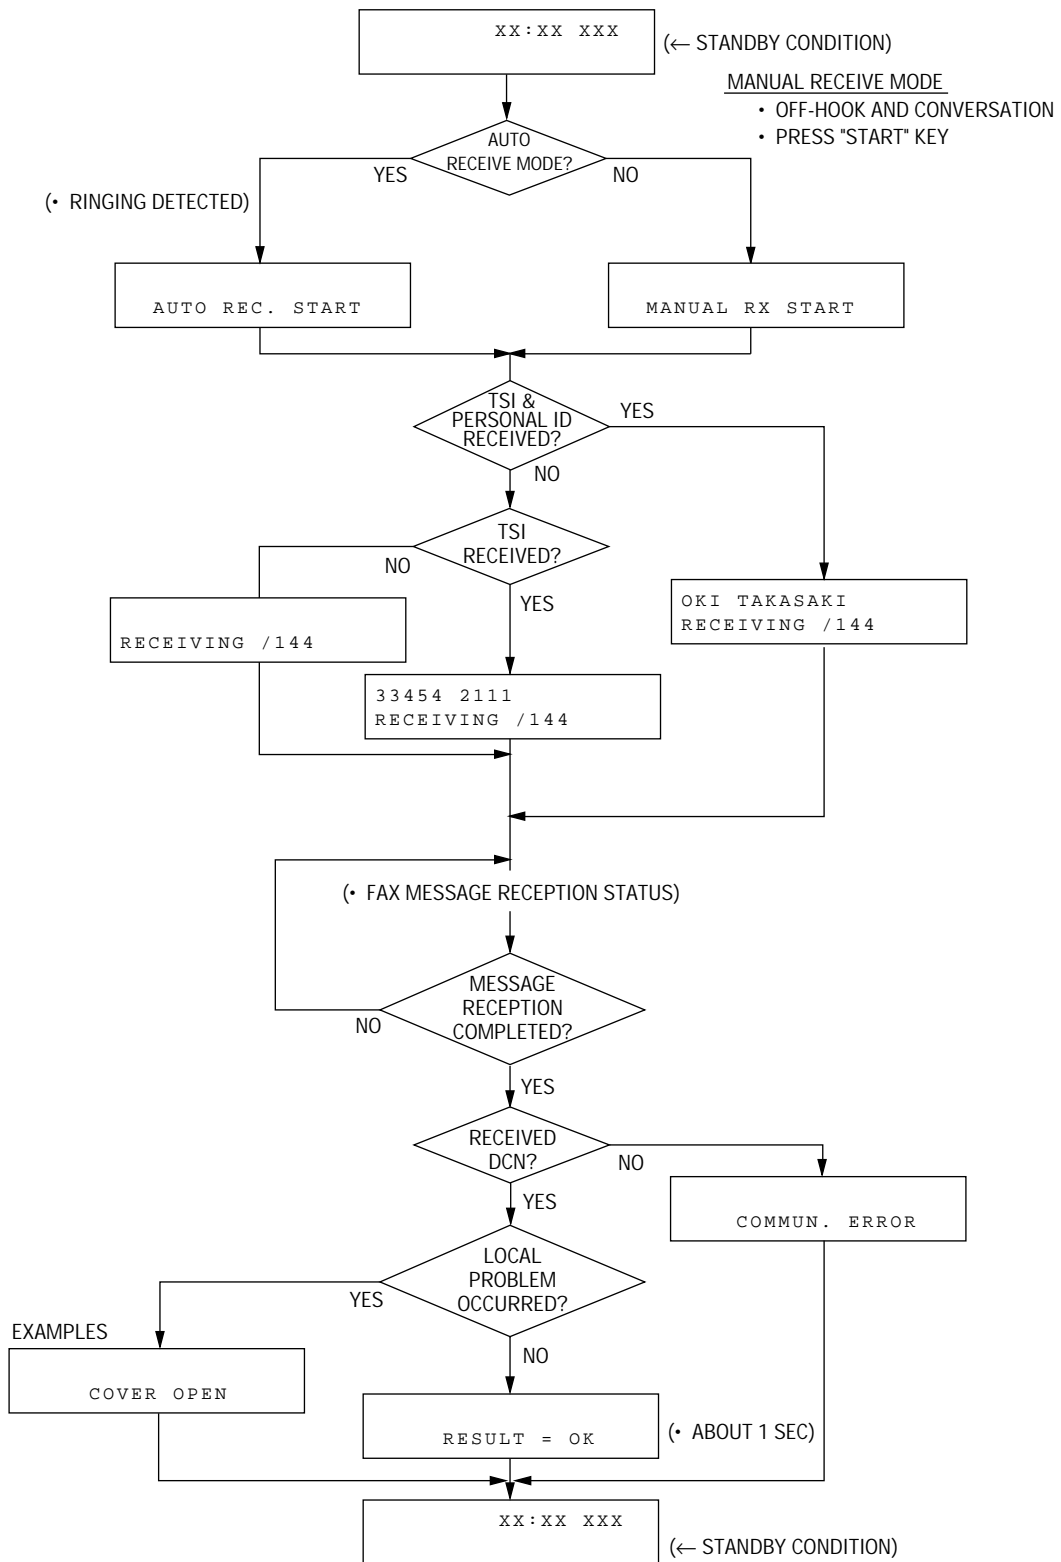 XX:XX XXX
(← STANDBY CONDITION)
MANUAL RECEIVE MODE
• OFF-HOOK AND CONVERSATION
• PRESS "START" KEY
AUTO
RECEIVE MODE?
YES
NO
(• RINGING DETECTED)
AUTO REC. START
MANUAL RX START
TSI &
PERSONAL ID
RECEIVED?
YES
NO
TSI
RECEIVED?
NO
YES
OKI TAKASAKI
RECEIVING /144
RECEIVING /144
33454 2111
RECEIVING /144
(• FAX MESSAGE RECEPTION STATUS)
MESSAGE
RECEPTION
COMPLETED?
NO
YES
RECEIVED
DCN?
NO
YES
COMMUN. ERROR
LOCAL
PROBLEM
OCCURRED?
YES
NO
EXAMPLES
COVER OPEN
RESULT = OK
(• ABOUT 1 SEC)
XX:XX XXX
(← STANDBY CONDITION)